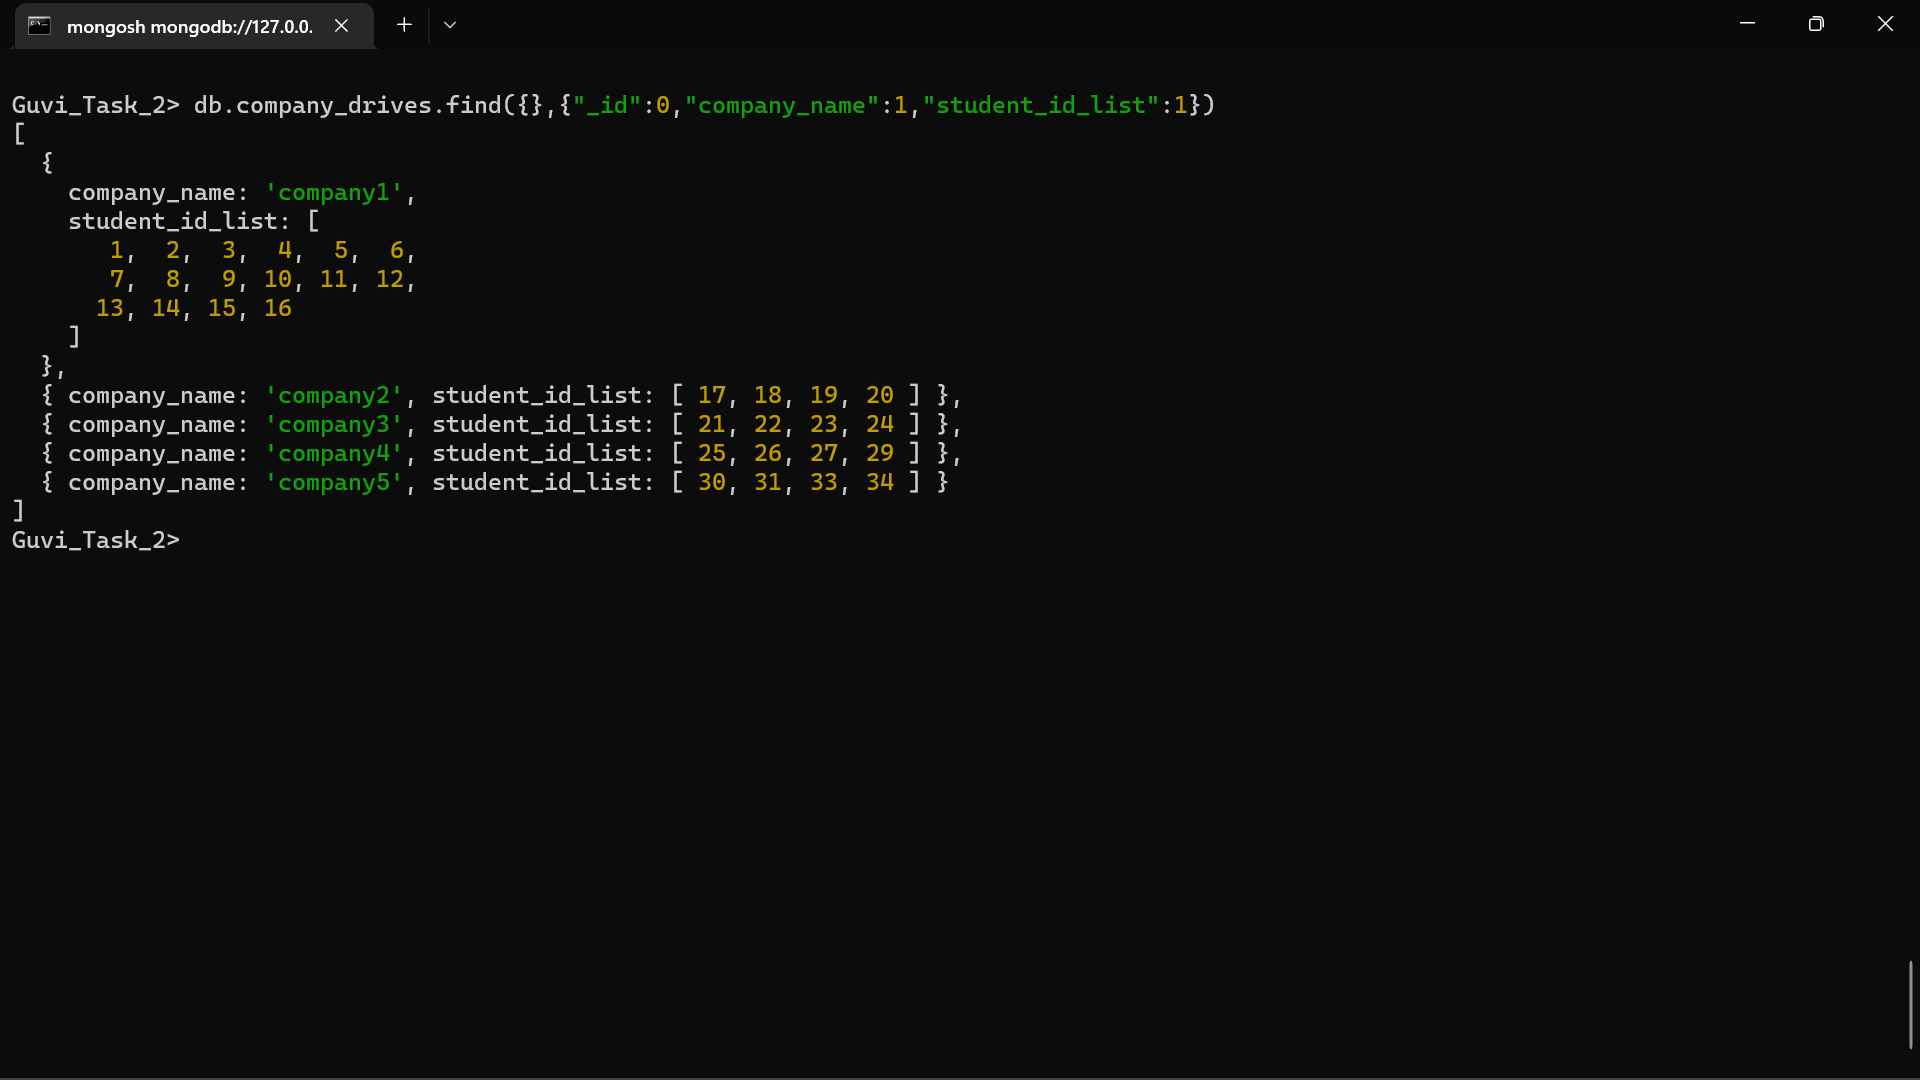 mongosh mongodb://127.0.0.
Guvi_Task_2> db.company_drives.find({},{"_id":0,"company_name":1,"student_id_list":1})
[
  {
    company_name: 'company1',
    student_id_list: [
       1,  2,  3,  4,  5,  6,
       7,  8,  9, 10, 11, 12,
      13, 14, 15, 16
    ]
  },
  { company_name: 'company2', student_id_list: [ 17, 18, 19, 20 ] },
  { company_name: 'company3', student_id_list: [ 21, 22, 23, 24 ] },
  { company_name: 'company4', student_id_list: [ 25, 26, 27, 29 ] },
  { company_name: 'company5', student_id_list: [ 30, 31, 33, 34 ] }
]
Guvi_Task_2>